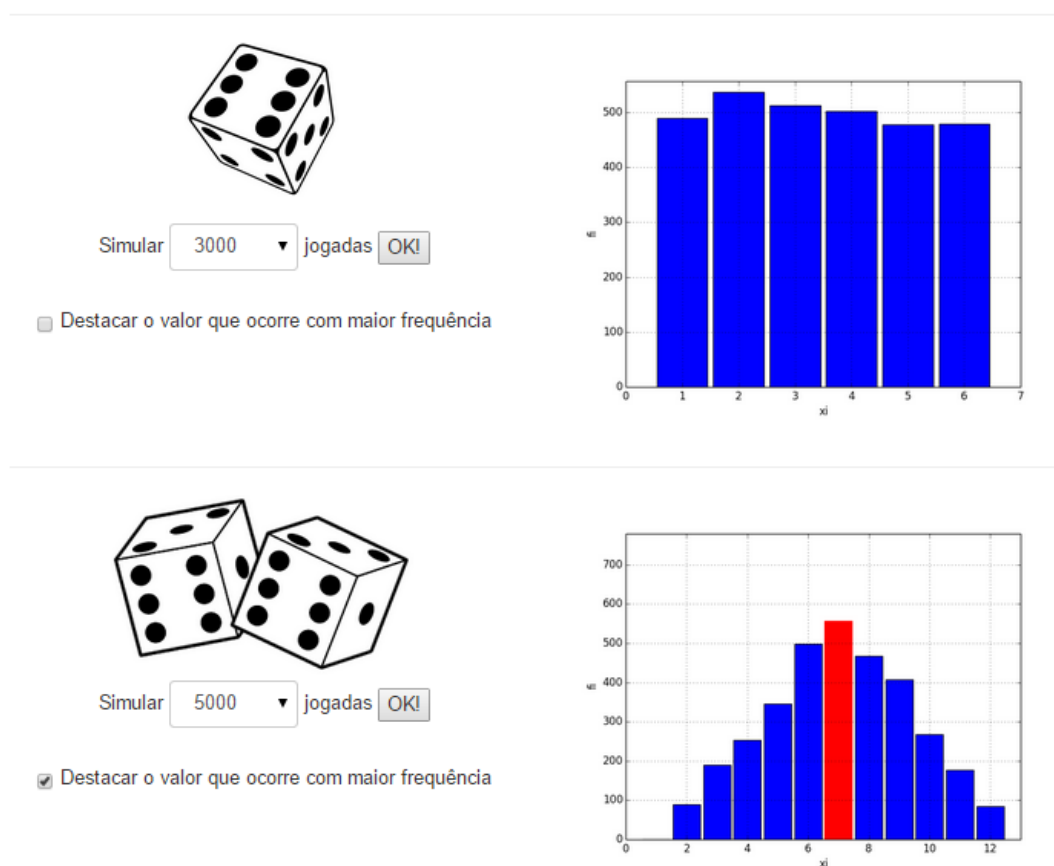 Simular 3000 ▼ jogadas OK!
Destacar o valor que ocorre com maior frequência
500
400
300
200
100
0
fi
0 1 2 3 4 5 6 7
xi
Simular 5000 ▼ jogadas OK!
Destacar o valor que ocorre com maior frequência
700
600
500
400
300
200
100
0
fi
2 4 6 8 10 12
xi